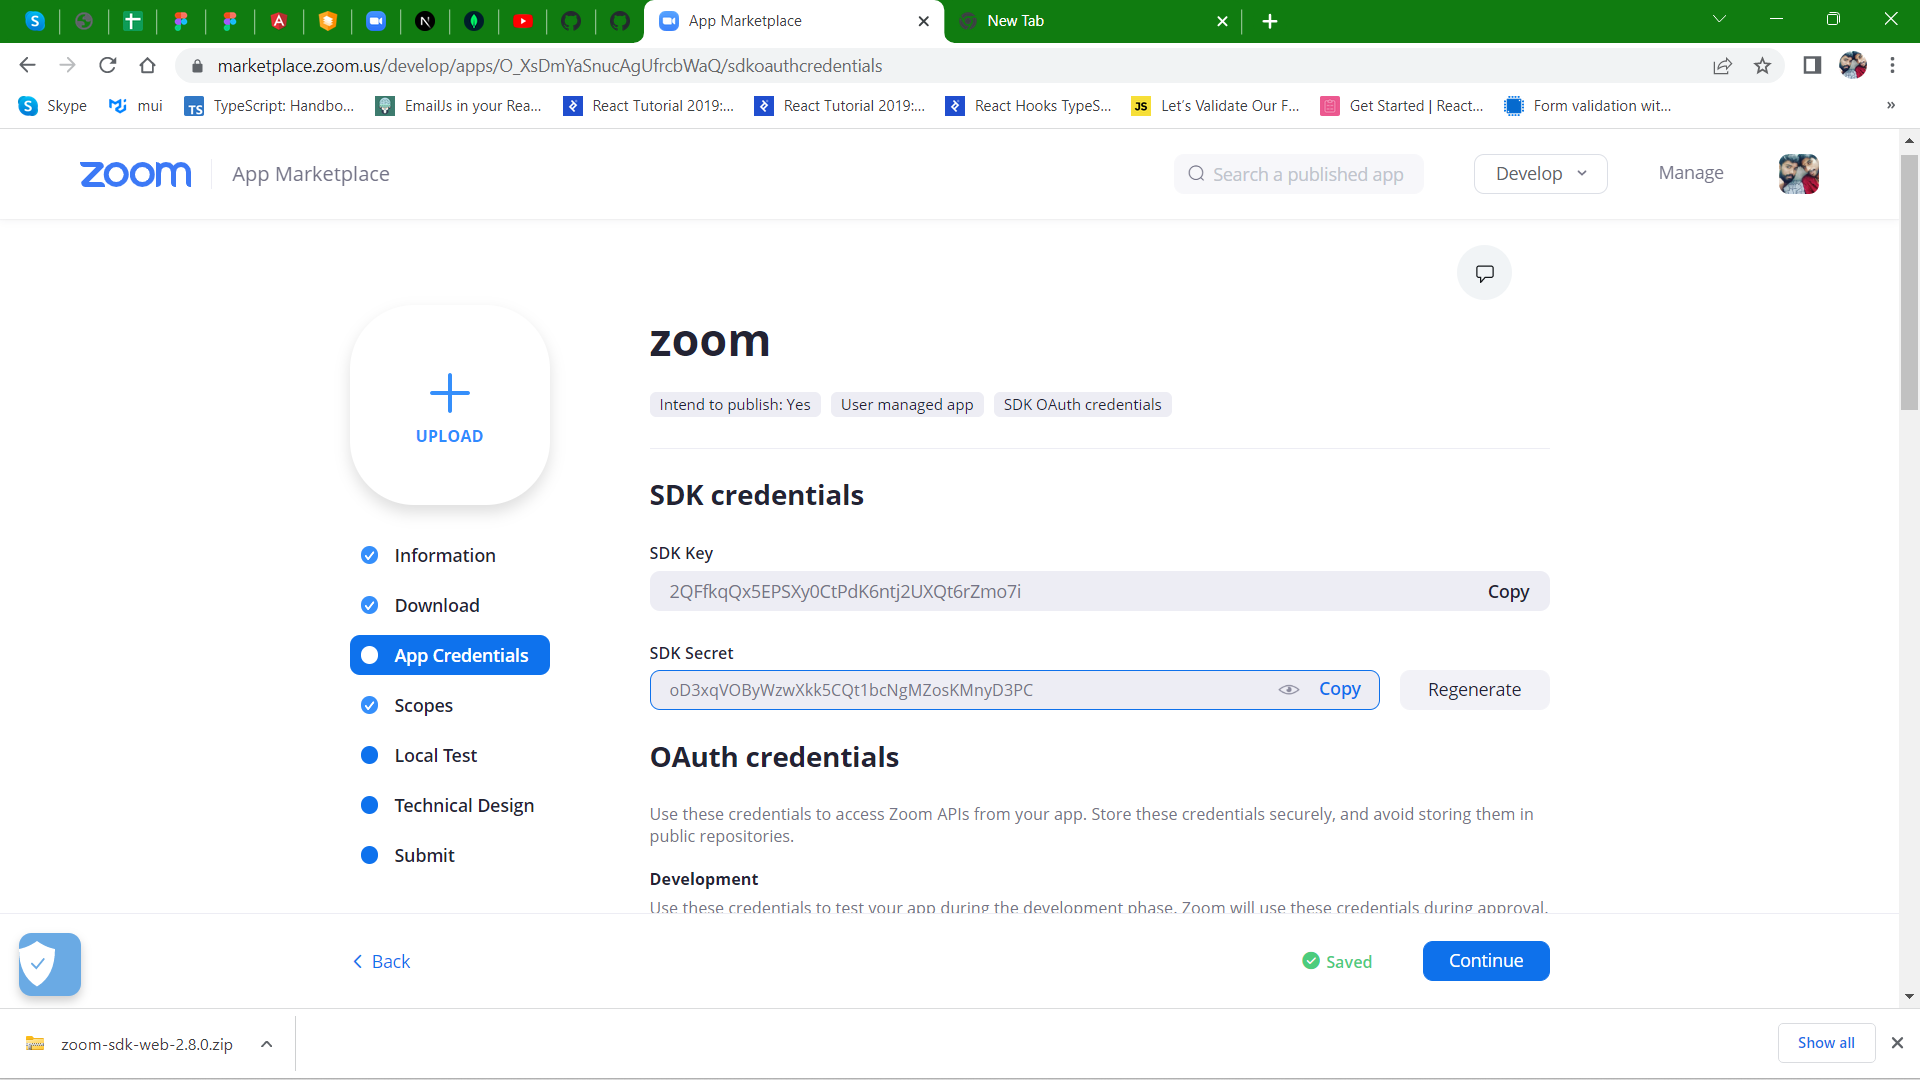 App Marketplace
New Tab
marketplace.zoom.us/develop/apps/O_XsDmYaSnucAgUfrcbWaQ/sdkoauthcredentials
Skype
mui
TypeScript: Handbo...
EmailJs in your Rea...
React Tutorial 2019:...
React Tutorial 2019:...
React Hooks TypeS...
Let's Validate Our F...
Get Started | React...
Form validation wit...
»
zoom
App Marketplace
Search a published app
Develop
Manage
UPLOAD
zoom
Intend to publish: Yes
User managed app
SDK OAuth credentials
Information
Download
App Credentials
Scopes
Local Test
Technical Design
Submit
SDK credentials
SDK Key
2QFfkqQx5EPSXy0CtPdK6ntj2UXQt6rZmo7i
Copy
SDK Secret
oD3xqVOByWzwXkk5CQt1bcNgMZosKMnyD3PC
Copy
Regenerate
OAuth credentials
Use these credentials to access Zoom APIs from your app. Store these credentials securely, and avoid storing them in
public repositories.
Development
Use these credentials to test your app during the development phase. Zoom will use these credentials during approval.
Back
Saved
Continue
zoom-sdk-web-2.8.0.zip
Show all